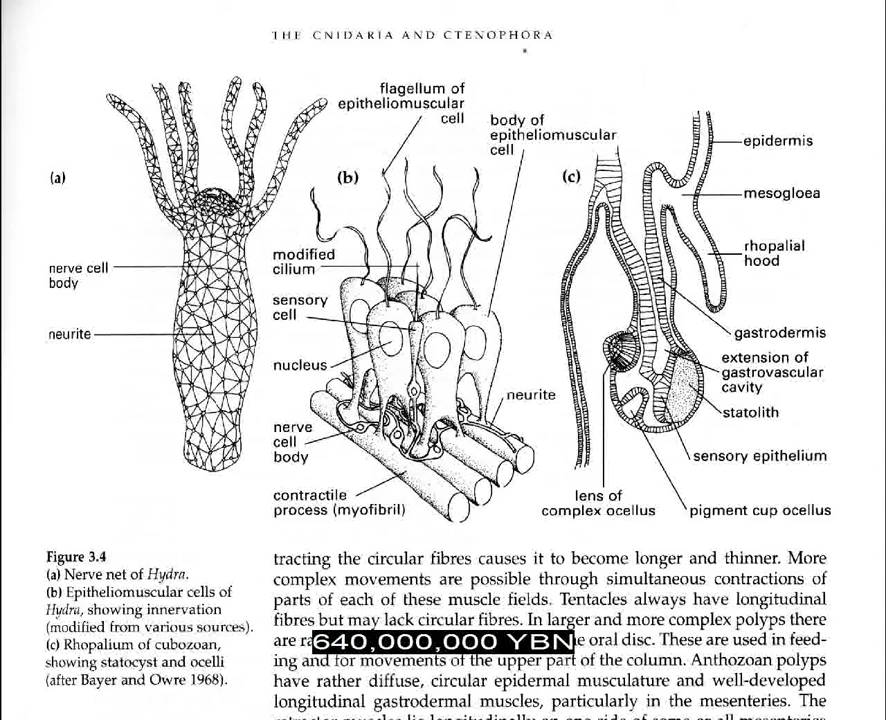 THE CNIDARIA AND CTENOPHORA
flagellum of
epitheliomuscular
cell
body of
epitheliomuscular
cell
(a)
(b)
(c)
epidermis
mesogloea
rhopalial
hood
nerve cell
body
neurite
modified
cilium
sensory
cell
nucleus
nerve
cell
body
contractile
process (myofibril)
neurite
gastrodermis
extension of
gastrovascular
cavity
statolith
sensory epithelium
lens of
complex ocellus
pigment cup ocellus
Figure 3.4
(a) Nerve net of Hydra.
(b) Epitheliomuscular cells of
Hydra, showing innervation
(modified from various sources).
(c) Rhopalium of cubozoan,
showing statocyst and ocelli
(after Bayer and Owre 1968).
tracting the circular fibres causes it to become longer and thinner. More
complex movements are possible through simultaneous contractions of
parts of each of these muscle fields. Tentacles always have longitudinal
fibres but may lack circular fibres. In larger and more complex polyps there
are 640,000,000 YBN oral disc. These are used in feed-
ing and for movements of the upper part of the column. Anthozoan polyps
have rather diffuse, circular epidermal musculature and well-developed
longitudinal gastrodermal muscles, particularly in the mesenteries. The